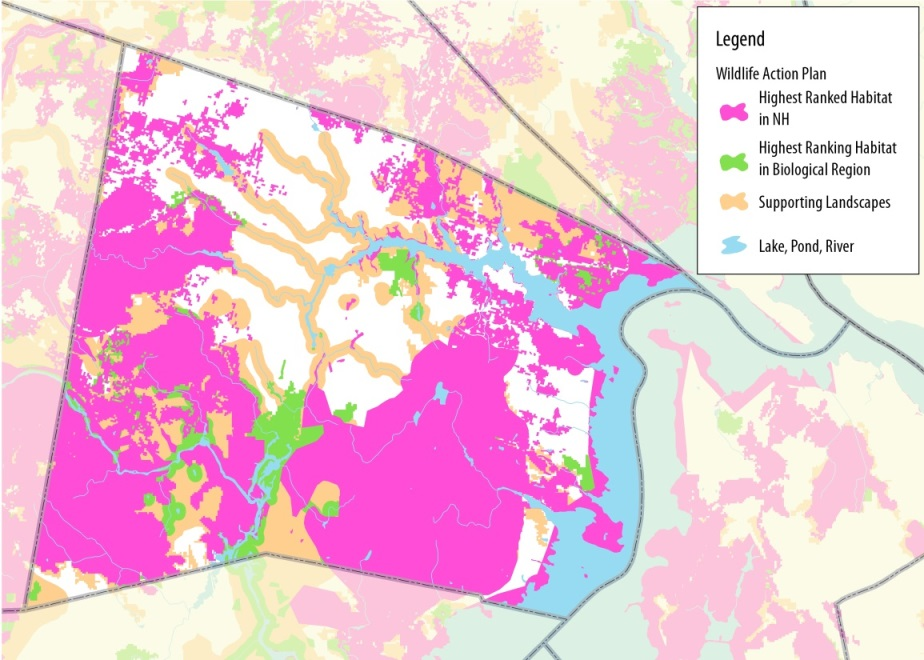 Legend
Wildlife Action Plan
Highest Ranked Habitat
in NH
Highest Ranking Habitat
in Biological Region
Supporting Landscapes
Lake, Pond, River